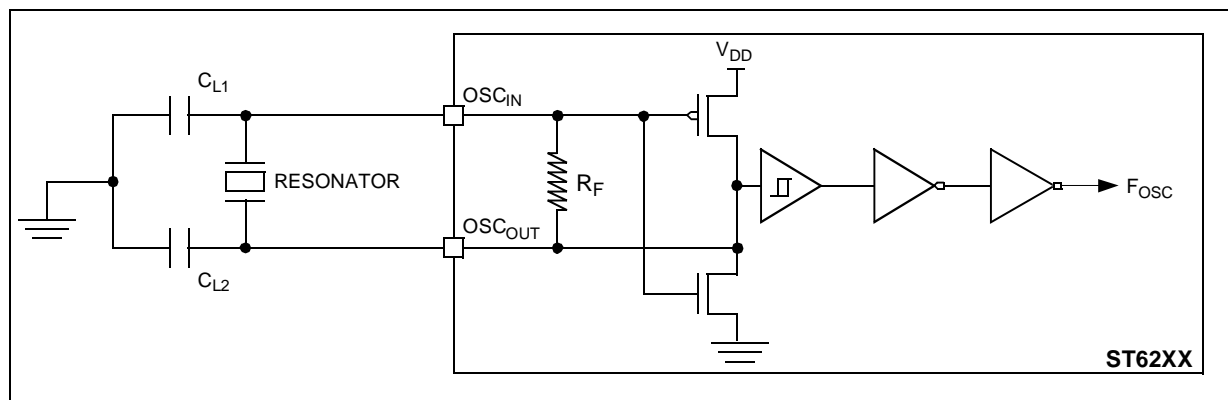 V_DD
C_L1
OSC_IN
RESONATOR
R_F
F_OSC
OSC_OUT
C_L2
ST62XX